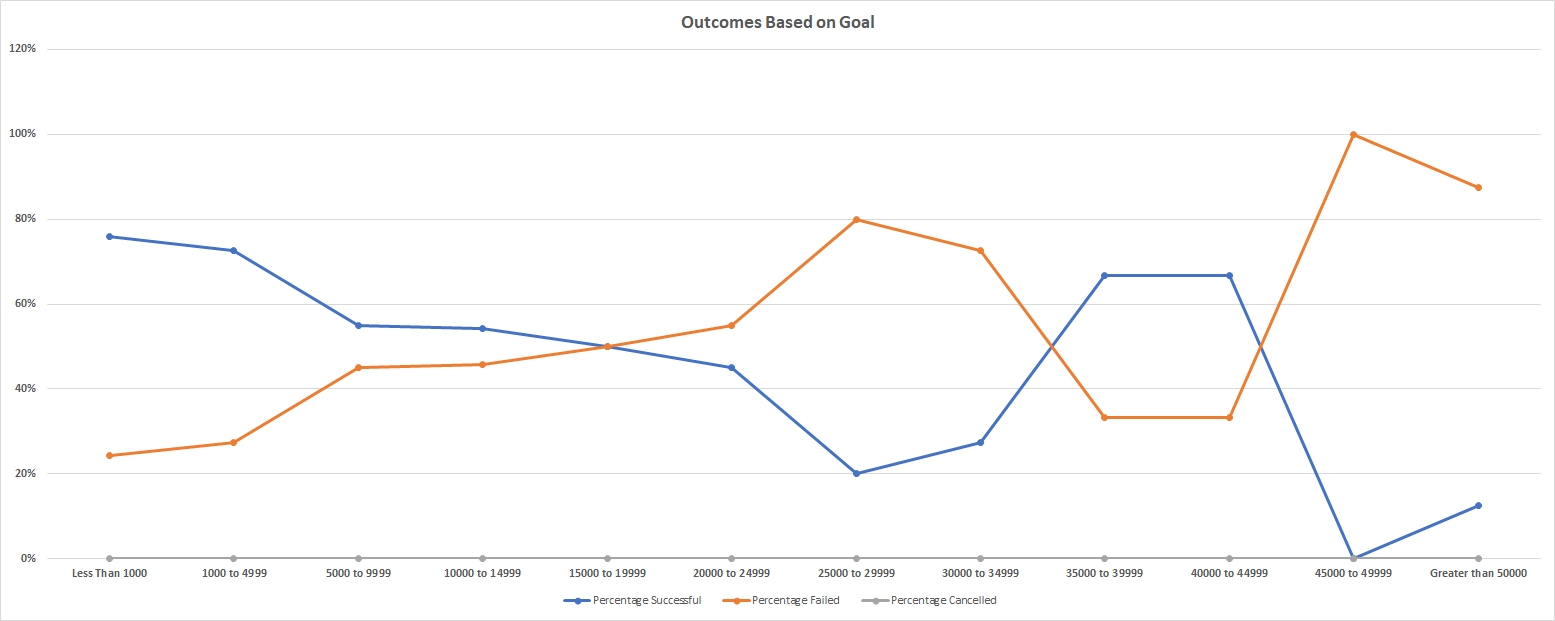 Outcomes Based on Goal
120%
100%
80%
60%
40%
20%
0%
Less Than 1000 1000 to 4999 5000 to 9999 10000 to 14999 15000 to 19999 20000 to 24999 25000 to 29999 30000 to 34999 35000 to 39999 40000 to 44999 45000 to 49999 Greater than 50000
Percentage Successful Percentage Failed Percentage Cancelled